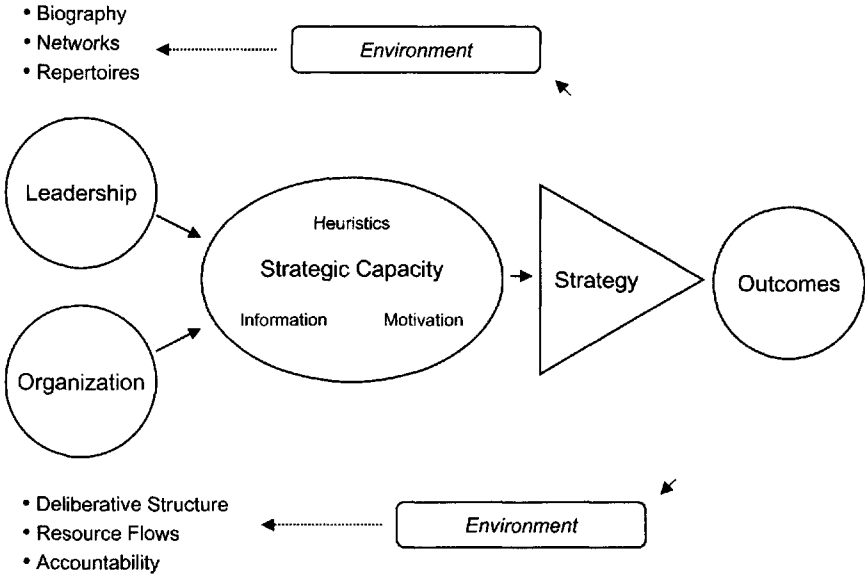 • Biography
• Networks
• Repertoires
Environment
Leadership
Heuristics
Strategic Capacity
Information
Motivation
Strategy
Outcomes
Organization
• Deliberative Structure
• Resource Flows
• Accountability
Environment